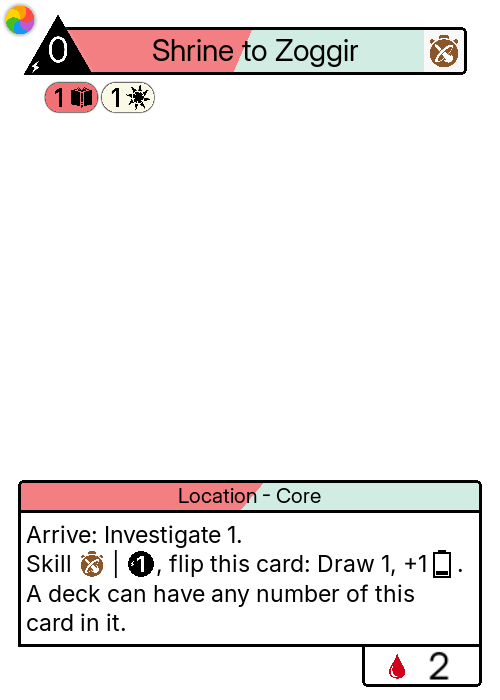 0 Shrine to Zoggir
1 1
Location - Core
Arrive: Investigate 1.
Skill | 1, flip this card: Draw 1, +1 .
A deck can have any number of this
card in it.
2